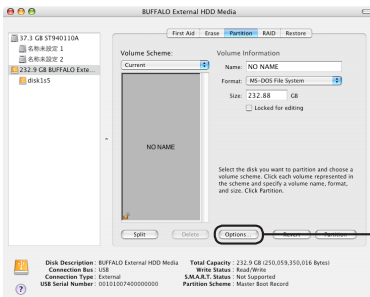 BUFFALO External HDD Media
First Aid Erase Partition RAID Restore
37.3 GB ST940110A
名称未設定 1
名称未設定 2
232.9 GB BUFFALO Exte...
disk1s5
Volume Scheme:
Current
NO NAME
Volume Information
Name: NO NAME
Format: MS-DOS File System
Size: 232.88 GB
Locked for editing
Select the disk you want to partition and choose a
volume scheme. Click each volume represented in
the scheme and specify a volume name, format,
and size. Click Partition.
Split Delete Options... Revert Partition
Disk Description : BUFFALO External HDD Media
Connection Bus : USB
Connection Type : External
USB Serial Number : 00101007400000000
Total Capacity : 232.9 GB (250,059,350,016 Bytes)
Write Status : Read/Write
S.M.A.R.T. Status : Not Supported
Partition Scheme : Master Boot Record
?